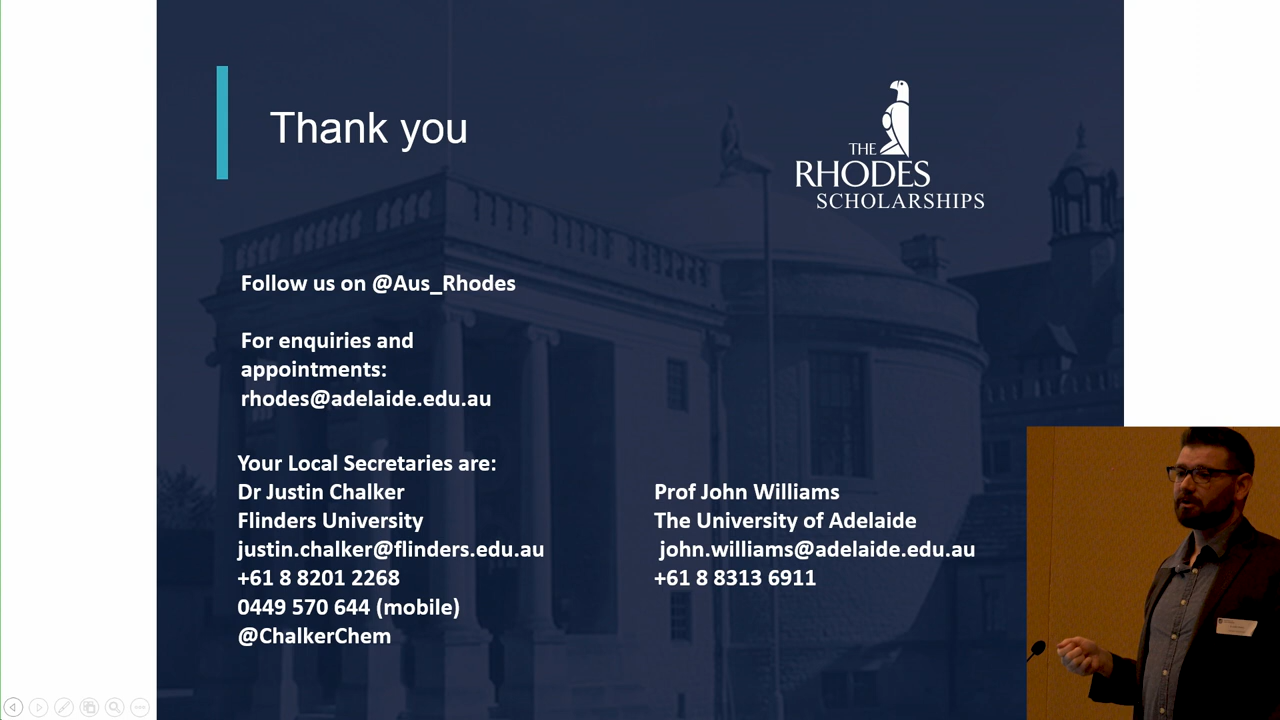 Thank you
THE
RHODES
SCHOLARSHIPS
Follow us on @Aus_Rhodes
For enquiries and
appointments:
rhodes@adelaide.edu.au
Your Local Secretaries are:
Dr Justin Chalker
Flinders University
justin.chalker@flinders.edu.au
+61 8 8201 2268
0449 570 644 (mobile)
@ChalkerChem
Prof John Williams
The University of Adelaide
john.williams@adelaide.edu.au
+61 8 8313 6911